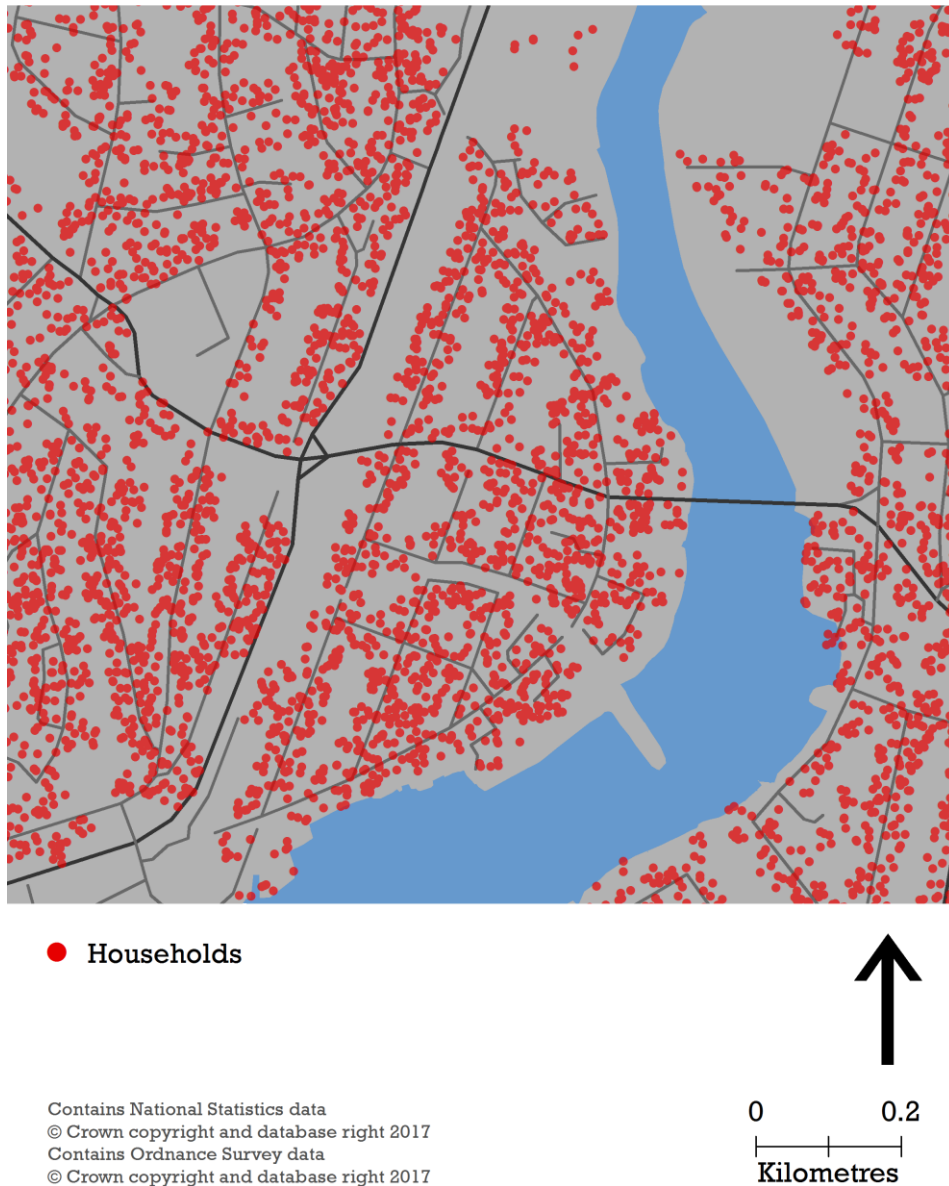 Households
Contains National Statistics data
© Crown copyright and database right 2017
Contains Ordnance Survey data
© Crown copyright and database right 2017
0 0.2
Kilometres